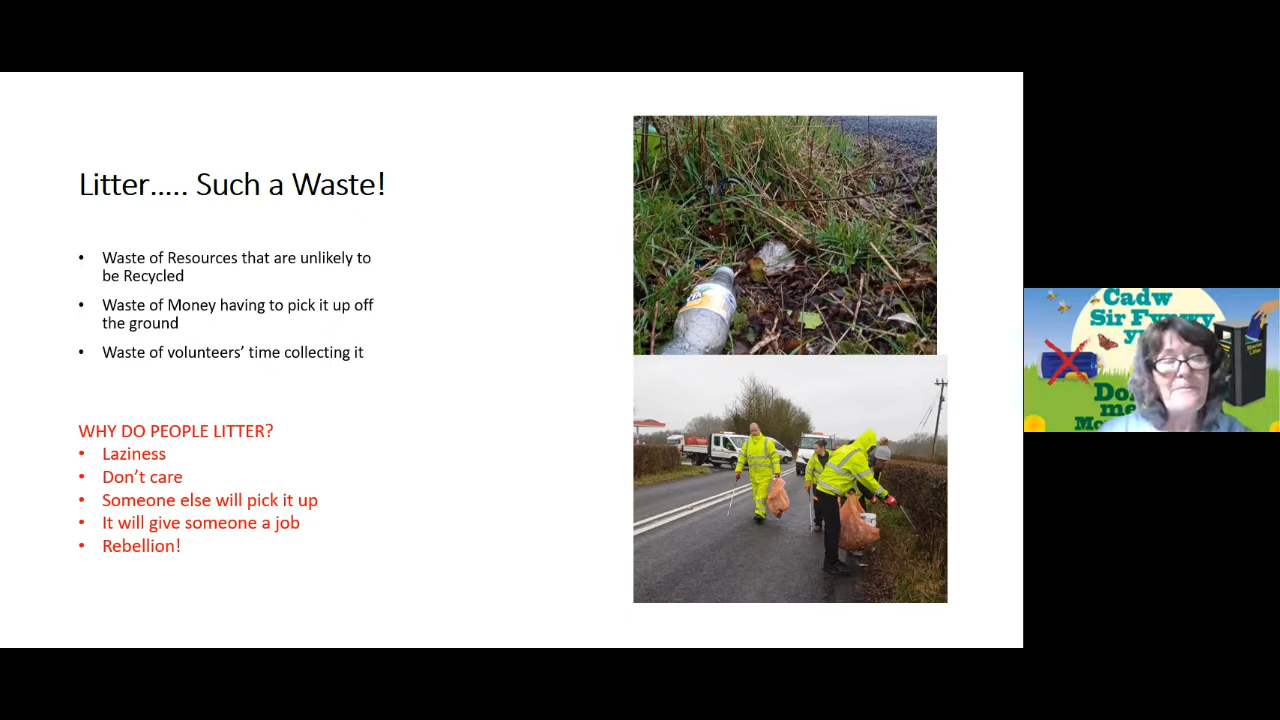 Litter….. Such a Waste!
• Waste of Resources that are unlikely to
be Recycled
• Waste of Money having to pick it up off
the ground
• Waste of volunteers’ time collecting it
WHY DO PEOPLE LITTER?
• Laziness
• Don’t care
• Someone else will pick it up
• It will give someone a job
• Rebellion!
Cadw
Sir Fynwy